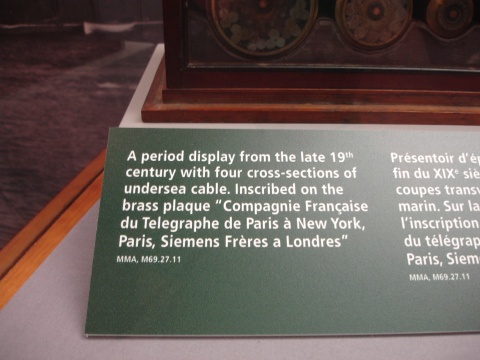 A period display from the late 19th
century with four cross-sections of
undersea cable. Inscribed on the
brass plaque “Compagnie Française
du Telegraphe de Paris à New York,
Paris, Siemens Frères a Londres”
MMA, M69.27.11
Présentoir d'é
fin du XIXe siè
coupes transv
marin. Sur la
l'inscription
du télégrap
Paris, Siem
MMA, M69.27.11